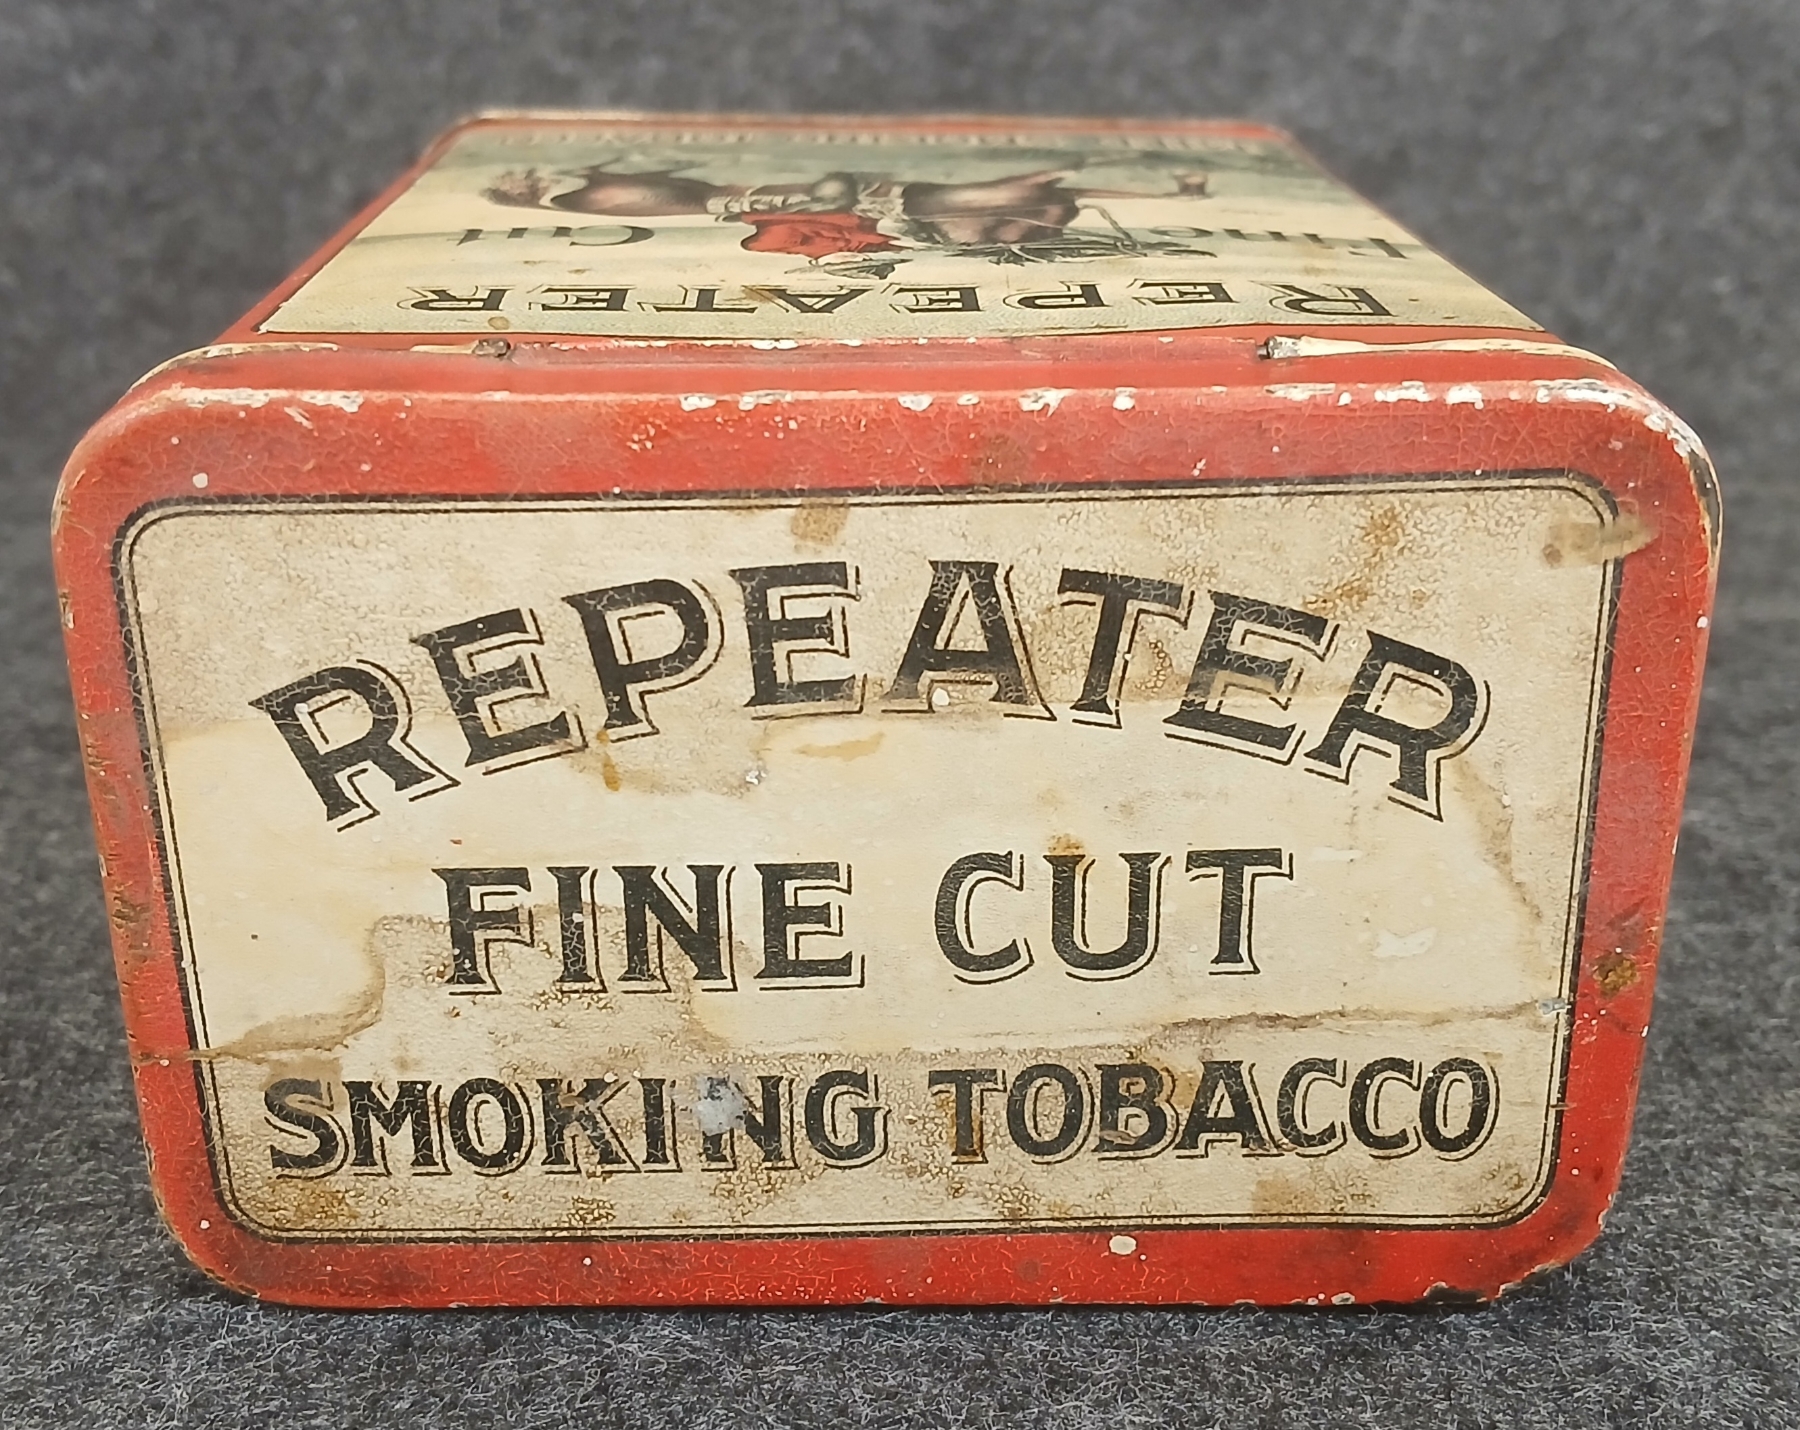 REPEATER
Fine Cut
REPEATER
FINE CUT
SMOKING TOBACCO